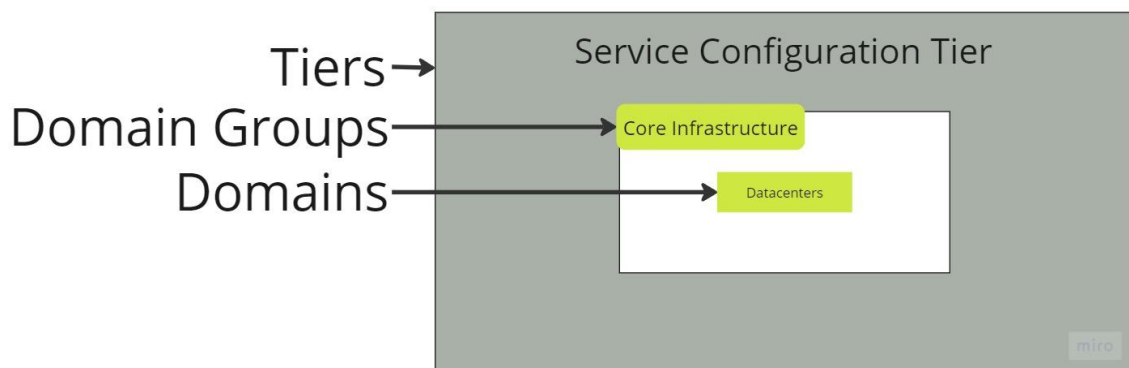 Service Configuration Tier
Tiers
Domain Groups
Core Infrastructure
Domains
Datacenters
miro